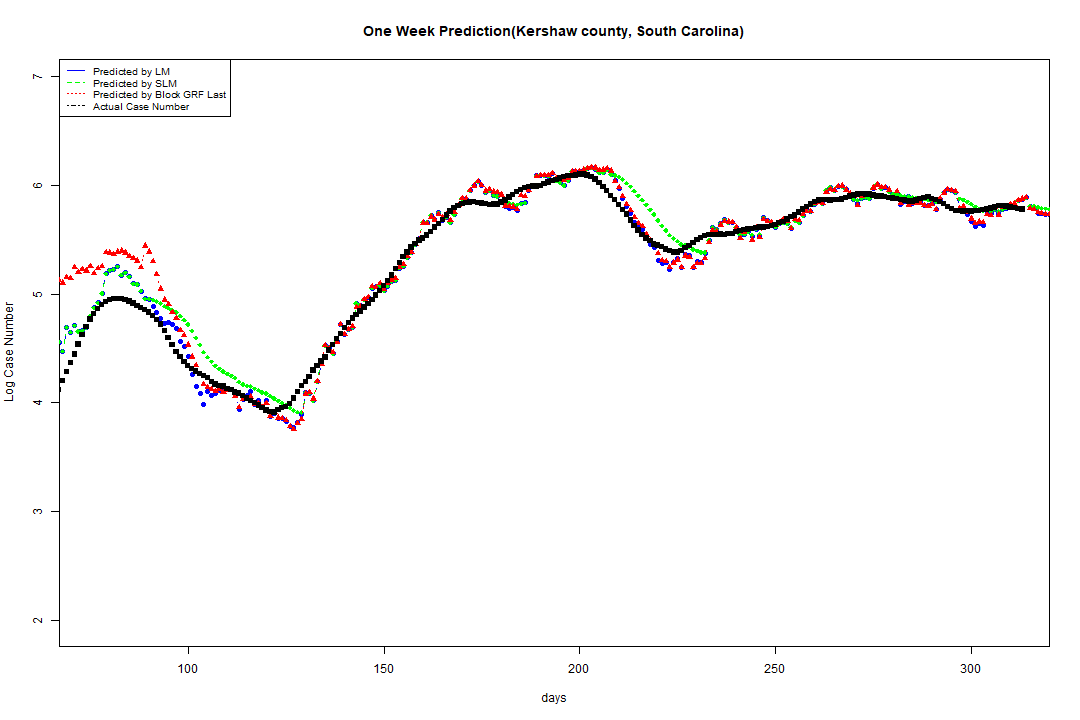 One Week Prediction(Kershaw county, South Carolina)
Predicted by LM
Predicted by SLM
Predicted by Block GRF Last
Actual Case Number
7
6
5
4
3
2
Log Case Number
100 150 200 250 300
days